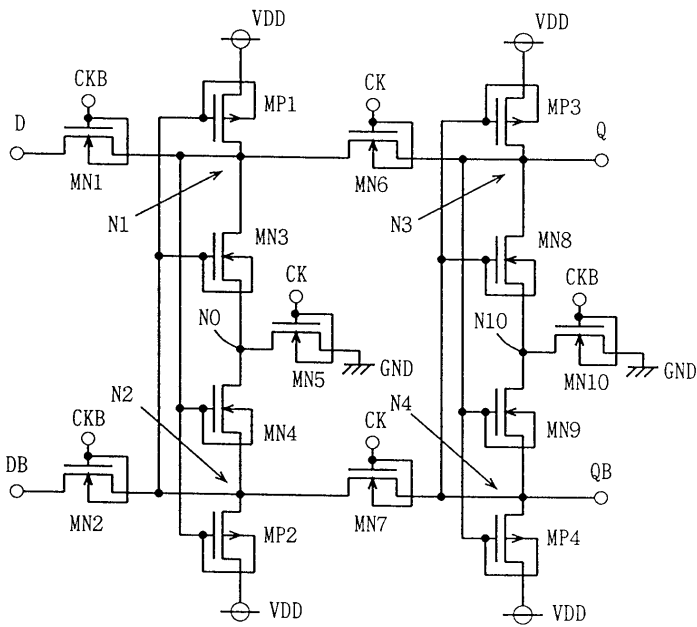 VDD
VDD
CKB
MP1
CK
MP3
D
Q
MN1
MN6
N1
N3
MN3
MN8
CK
CKB
N0
N10
MN5
GND
MN10
GND
N2
N4
CKB
MN4
CK
MN9
DB
QB
MN2
MN7
MP2
MP4
VDD
VDD